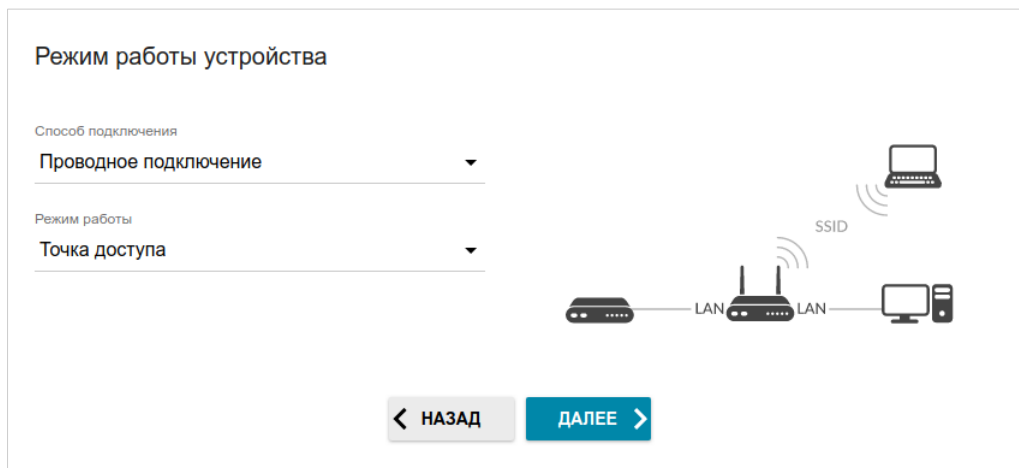 Режим работы устройства
Способ подключения
Проводное подключение
Режим работы
Точка доступа
SSID
LAN LAN
НАЗАД ДАЛЕЕ